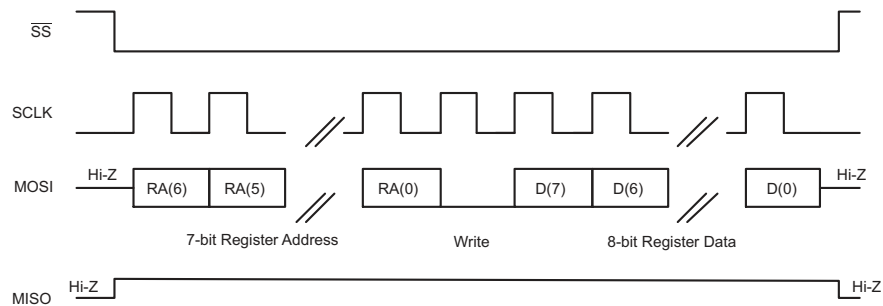 SS
SCLK
MOSI Hi-Z RA(6) RA(5) RA(0) D(7) D(6) D(0) Hi-Z
7-bit Register Address Write 8-bit Register Data
MISO Hi-Z Hi-Z